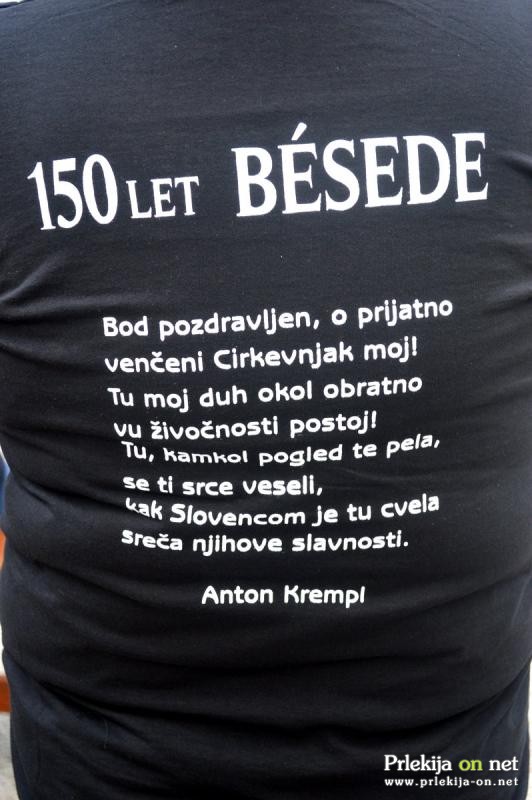 150 LET BÉSEDE
Bod pozdravljen, o prijatno
venčeni Cirkevnjak moj!
Tu moj duh okol obratno
vu živočnosti postoj!
Tu, kamkol pogled te pela,
se ti srce veseli,
kak Slovencom je tu cvela
sreča njihove slavnosti.
Anton Krempl
Prlekija on net
www.prlekija-on.net